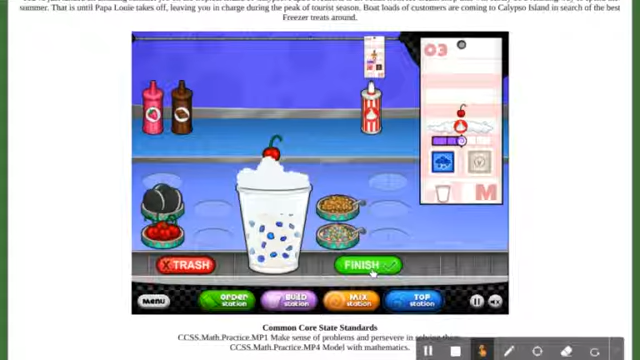 summer. That is until Papa Louie takes off, leaving you in charge during the peak of tourist season. Boat loads of customers are coming to Calypso Island in search of the best
Freezer treats around.
03
M
X TRASH
FINISH
MENU
ORDER
STATION
BUILD
STATION
MIX
STATION
TOP
STATION
Common Core State Standards
CCSS.Math.Practice.MP1 Make sense of problems and persevere in solving them.
CCSS.Math.Practice.MP4 Model with mathematics.